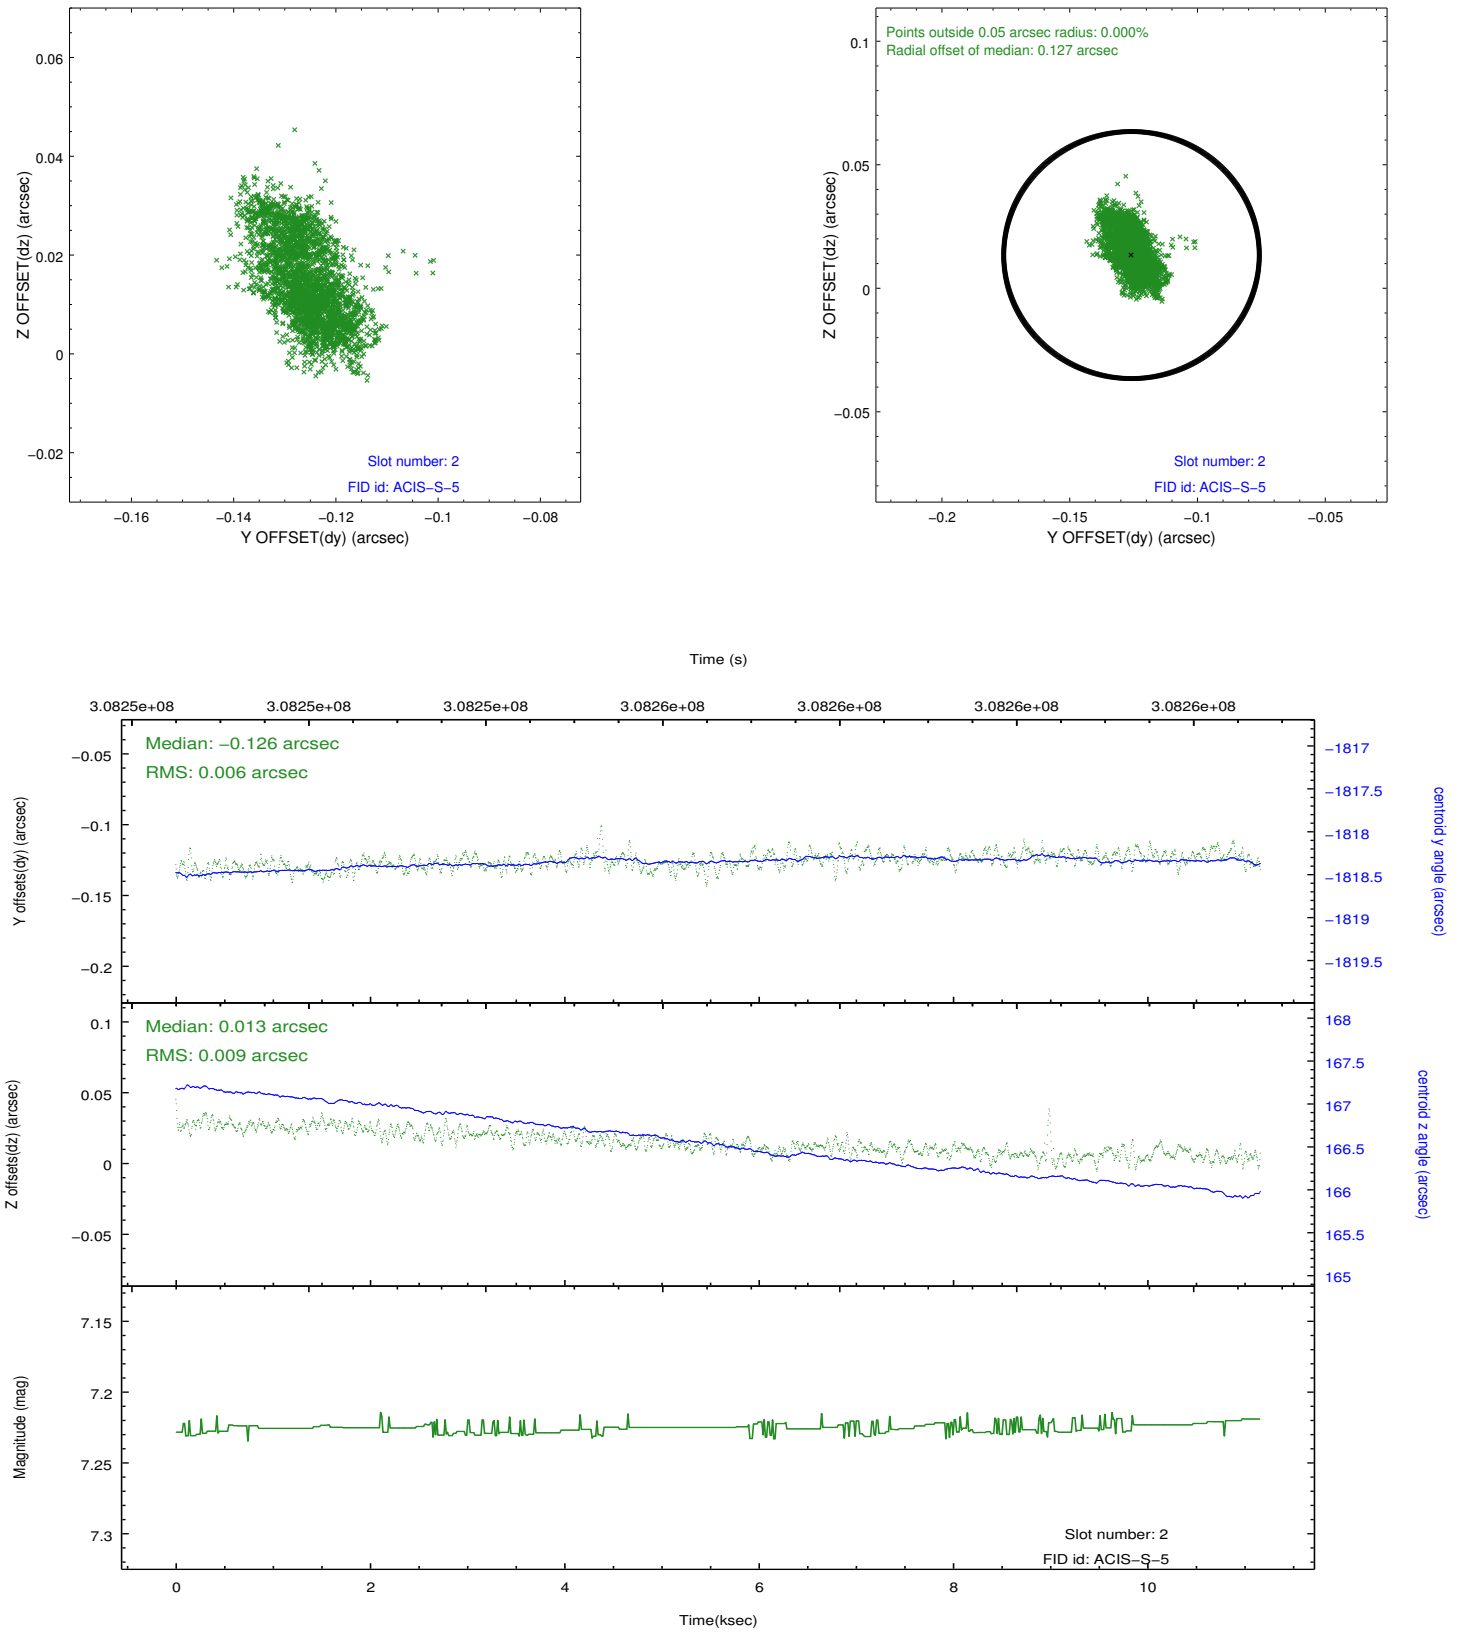 0.06
0.04
0.02
0
−0.02
−0.16
−0.14
−0.12
−0.1
−0.08
Z OFFSET(dz) (arcsec)
Y OFFSET(dy) (arcsec)
Slot number: 2
FID id: ACIS−S−5
Points outside 0.05 arcsec radius: 0.000%
Radial offset of median: 0.127 arcsec
0.1
0.05
0
−0.05
−0.2
−0.15
−0.1
−0.05
Z OFFSET(dz) (arcsec)
Y OFFSET(dy) (arcsec)
Slot number: 2
FID id: ACIS−S−5
Time (s)
3.0825e+08 3.0825e+08 3.0825e+08 3.0826e+08 3.0826e+08 3.0826e+08 3.0826e+08
Median: −0.126 arcsec
RMS: 0.006 arcsec
−0.05
−0.1
−0.15
−0.2
Y offsets(dy) (arcsec)
−1817
−1817.5
−1818
−1818.5
−1819
−1819.5
centroid y angle (arcsec)
Median: 0.013 arcsec
RMS: 0.009 arcsec
0.1
0.05
0
−0.05
Z offsets(dz) (arcsec)
168
167.5
167
166.5
166
165.5
165
centroid z angle (arcsec)
7.15
7.2
7.25
7.3
Magnitude (mag)
Slot number: 2
FID id: ACIS−S−5
0 2 4 6 8 10
Time(ksec)